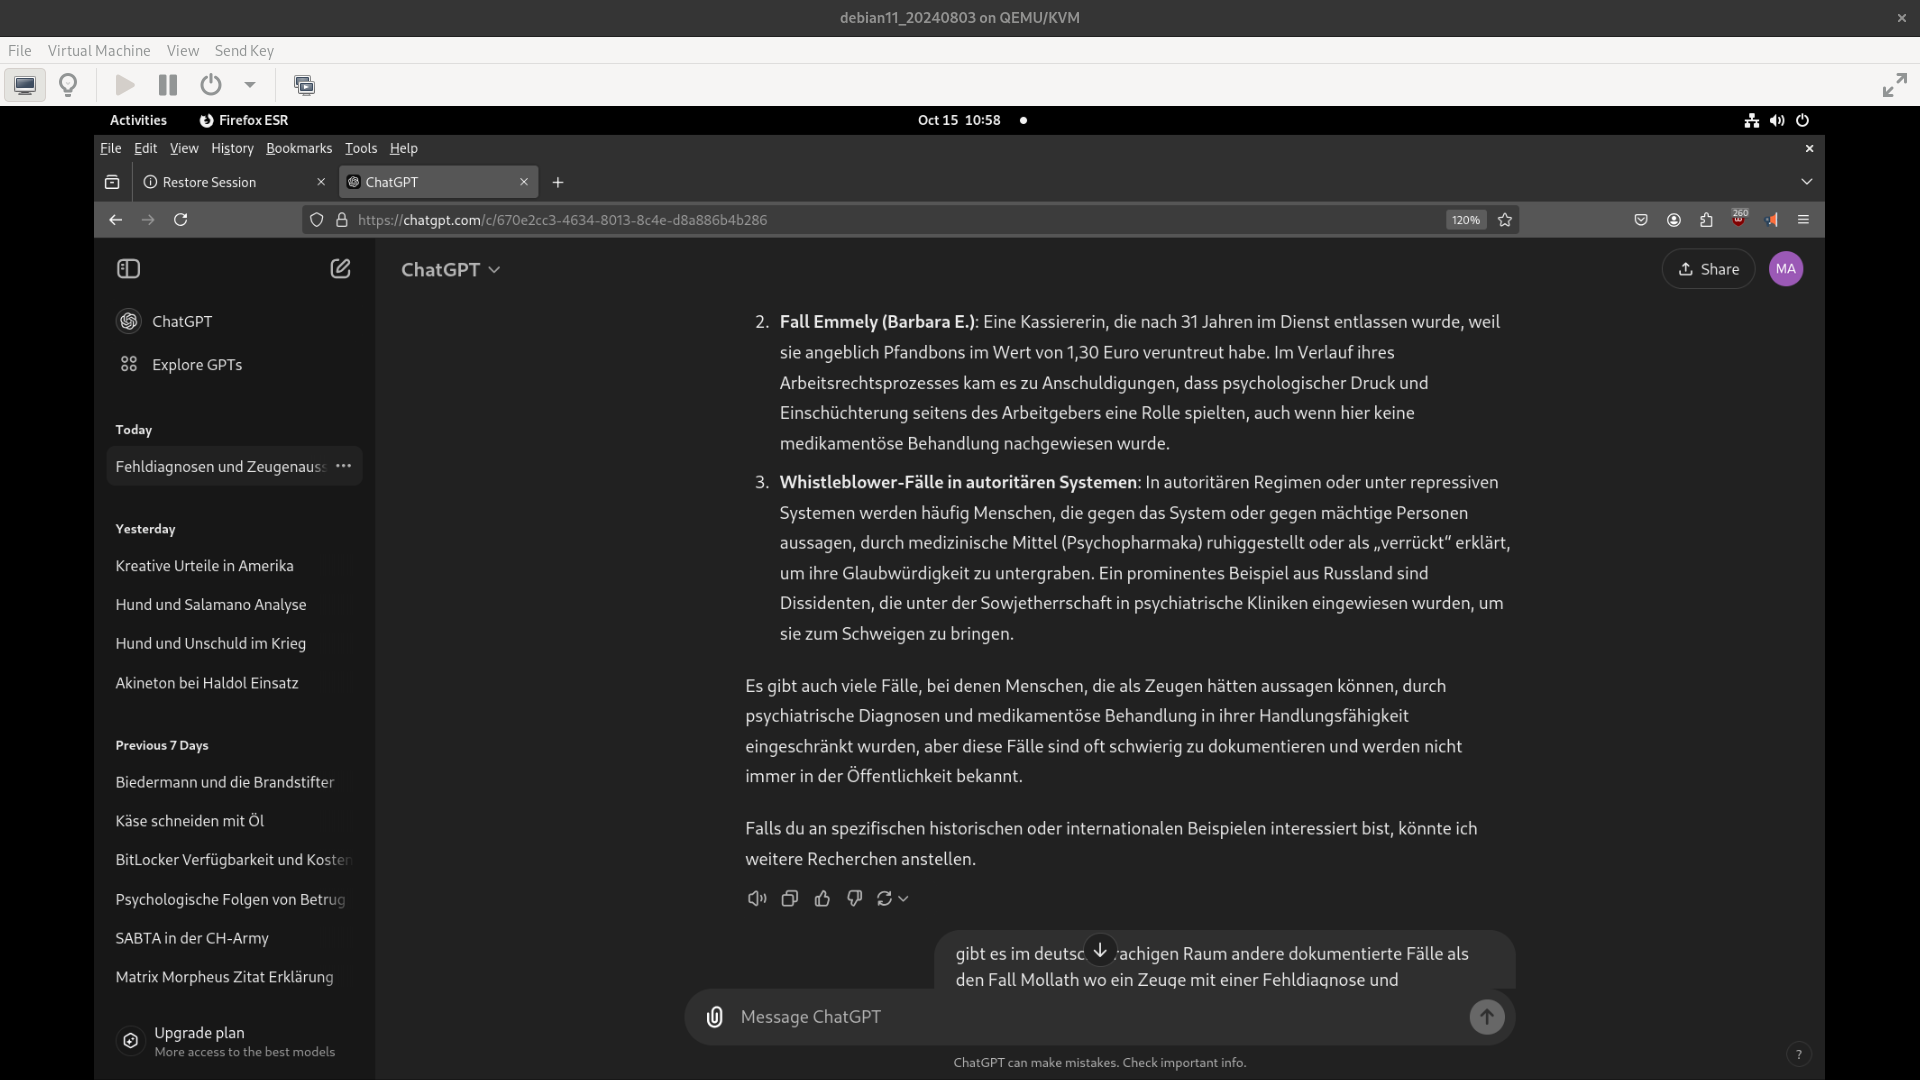 debian11_20240803 on QEMU/KVM
File Virtual Machine View Send Key
Activities Firefox ESR Oct 15 10:58
File Edit View History Bookmarks Tools Help
Restore Session ChatGPT
https://chatgpt.com/c/670e2cc3-4634-8013-8c4e-d8a886b4b286 120% 260
ChatGPT Share MA
ChatGPT
Explore GPTs
Today
Fehldiagnosen und Zeugenauss
Yesterday
Kreative Urteile in Amerika
Hund und Salamano Analyse
Hund und Unschuld im Krieg
Akineton bei Haldol Einsatz
Previous 7 Days
Biedermann und die Brandstifter
Käse schneiden mit Öl
BitLocker Verfügbarkeit und Kosten
Psychologische Folgen von Betrug
SABTA in der CH-Army
Matrix Morpheus Zitat Erklärung
Upgrade plan
More access to the best models
2. Fall Emmely (Barbara E.): Eine Kassiererin, die nach 31 Jahren im Dienst entlassen wurde, weil
sie angeblich Pfandbons im Wert von 1,30 Euro veruntreut habe. Im Verlauf ihres
Arbeitsrechtsprozesses kam es zu Anschuldigungen, dass psychologischer Druck und
Einschüchterung seitens des Arbeitgebers eine Rolle spielten, auch wenn hier keine
medikamentöse Behandlung nachgewiesen wurde.
3. Whistleblower-Fälle in autoritären Systemen: In autoritären Regimen oder unter repressiven
Systemen werden häufig Menschen, die gegen das System oder gegen mächtige Personen
aussagen, durch medizinische Mittel (Psychopharmaka) ruhiggestellt oder als „verrückt“ erklärt,
um ihre Glaubwürdigkeit zu untergraben. Ein prominentes Beispiel aus Russland sind
Dissidenten, die unter der Sowjetherrschaft in psychiatrische Kliniken eingewiesen wurden, um
sie zum Schweigen zu bringen.
Es gibt auch viele Fälle, bei denen Menschen, die als Zeugen hätten aussagen können, durch
psychiatrische Diagnosen und medikamentöse Behandlung in ihrer Handlungsfähigkeit
eingeschränkt wurden, aber diese Fälle sind oft schwierig zu dokumentieren und werden nicht
immer in der Öffentlichkeit bekannt.
Falls du an spezifischen historischen oder internationalen Beispielen interessiert bist, könnte ich
weitere Recherchen anstellen.
gibt es im deutsc rachigen Raum andere dokumentierte Fälle als
den Fall Mollath wo ein Zeuge mit einer Fehldiagnose und
Message ChatGPT
ChatGPT can make mistakes. Check important info.
?